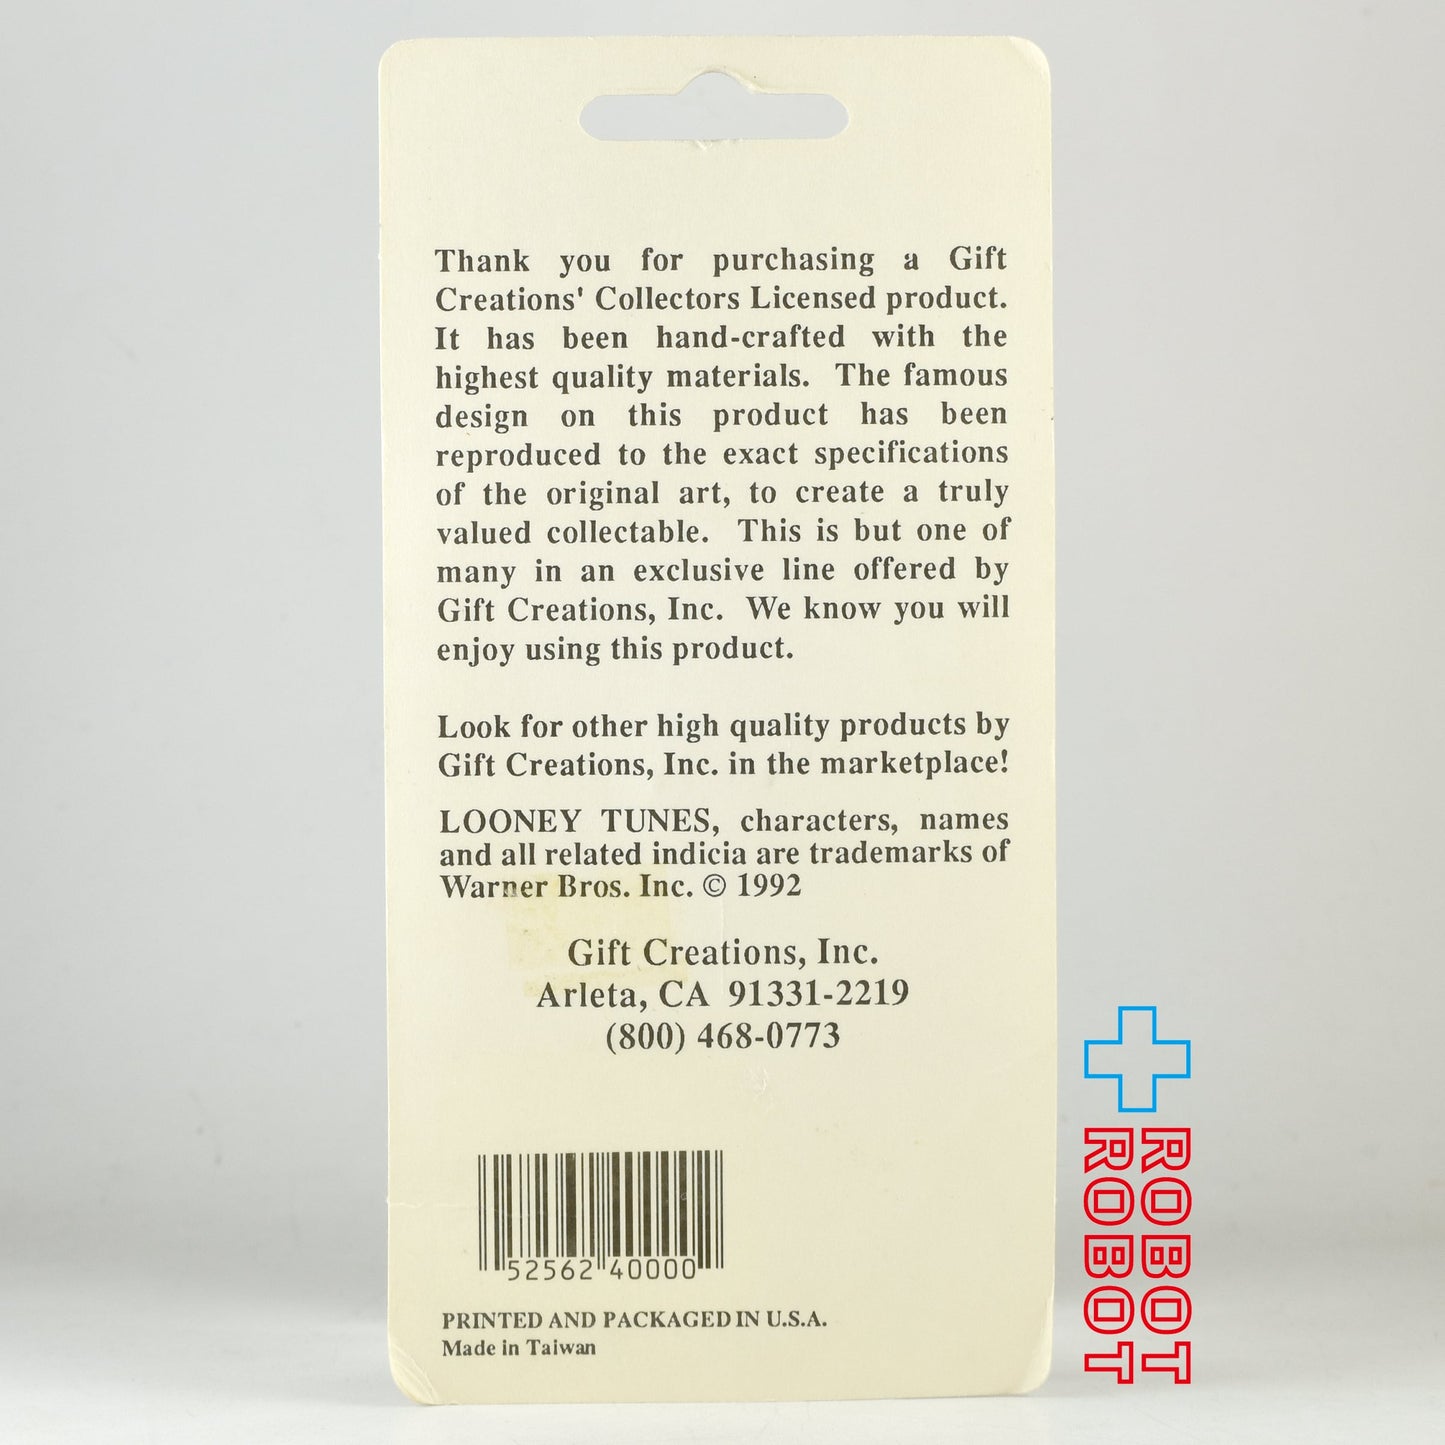 Thank you for purchasing a Gift
Creations' Collectors Licensed product.
It has been hand-crafted with the
highest quality materials. The famous
design on this product has been
reproduced to the exact specifications
of the original art, to create a truly
valued collectable. This is but one of
many in an exclusive line offered by
Gift Creations, Inc. We know you will
enjoy using this product.
Look for other high quality products by
Gift Creations, Inc. in the marketplace!
LOONEY TUNES, characters, names
and all related indicia are trademarks of
Warner Bros. Inc. © 1992
Gift Creations, Inc.
Arleta, CA 91331-2219
(800) 468-0773
52562 40000
PRINTED AND PACKAGED IN U.S.A.
Made in Taiwan
ROBOT
ROBOT